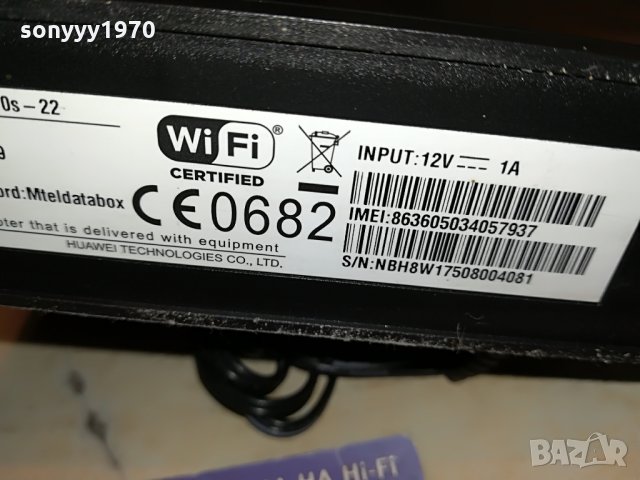 sonyyy1970
0s-22
9
ord:Mteldatabox
WiFi®
CERTIFIED
CE0682
INPUT:12V 1A
IMEI:863605034057937
S/N:NBH8W17508004081
pter that is delivered with equipment
HUAWEI TECHNOLOGIES CO., LTD.
НА Hi-Fi
BAZAR